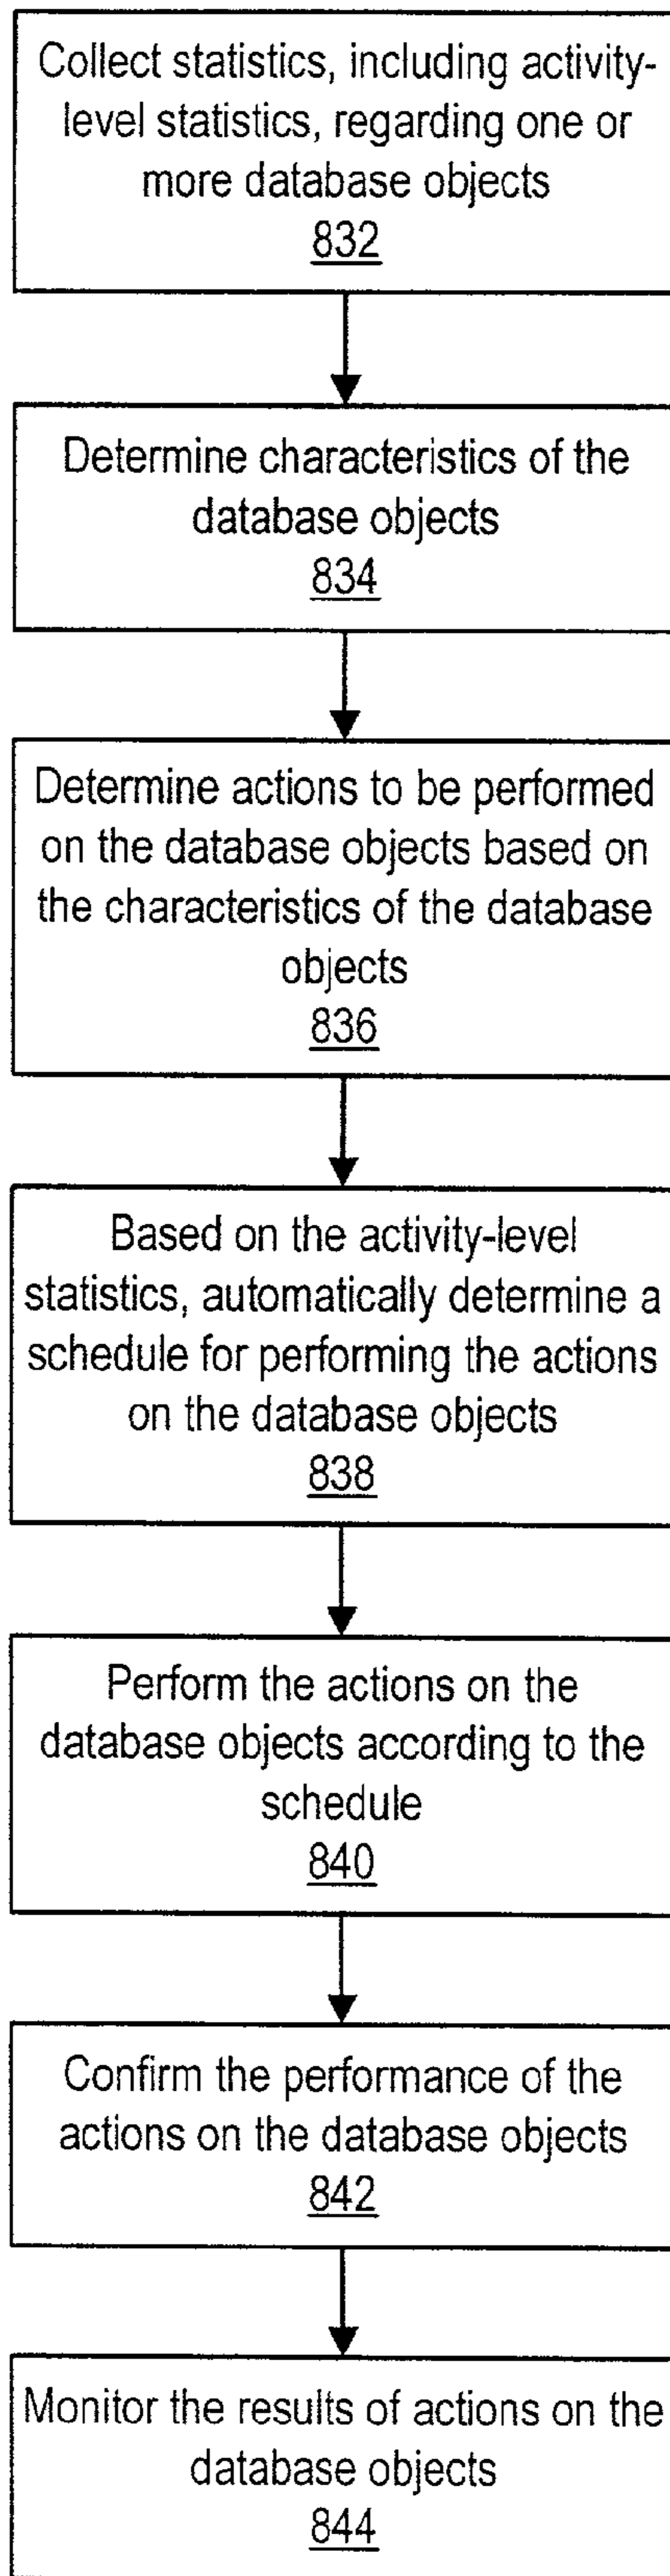 Collect statistics, including activity-
level statistics, regarding one or
more database objects
832
Determine characteristics of the
database objects
834
Determine actions to be performed
on the database objects based on
the characteristics of the database
objects
836
Based on the activity-level
statistics, automatically determine a
schedule for performing the actions
on the database objects
838
Perform the actions on the
database objects according to the
schedule
840
Confirm the performance of the
actions on the database objects
842
Monitor the results of actions on the
database objects
844